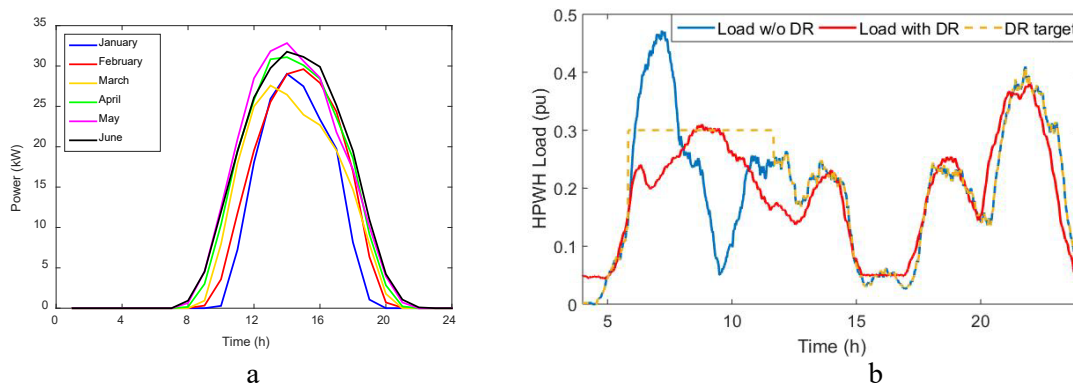 35
30
25
20
15
10
5
0
Power (kW)
January
February
March
April
May
June
0 4 8 12 16 20 24
Time (h)
a
Load w/o DR Load with DR DR target
0.5
0.4
0.3
0.2
0.1
0
HPWH Load (pu)
5 10 15 20
Time (h)
b